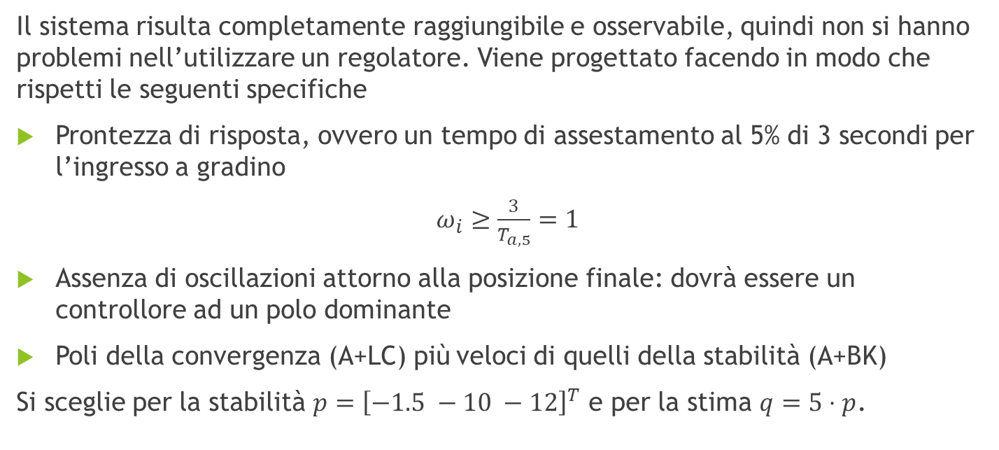 Il sistema risulta completamente raggiungibile e osservabile, quindi non si hanno
problemi nell’utilizzare un regolatore. Viene progettato facendo in modo che
rispetti le seguenti specifiche
Prontezza di risposta, ovvero un tempo di assestamento al 5% di 3 secondi per
l’ingresso a gradino
ω_i ≥ 3/T_{a,5} = 1
Assenza di oscillazioni attorno alla posizione finale: dovrà essere un
controllore ad un polo dominante
Poli della convergenza (A+LC) più veloci di quelli della stabilità (A+BK)
Si sceglie per la stabilità p = [−1.5 − 10 − 12]^T e per la stima q = 5 · p.